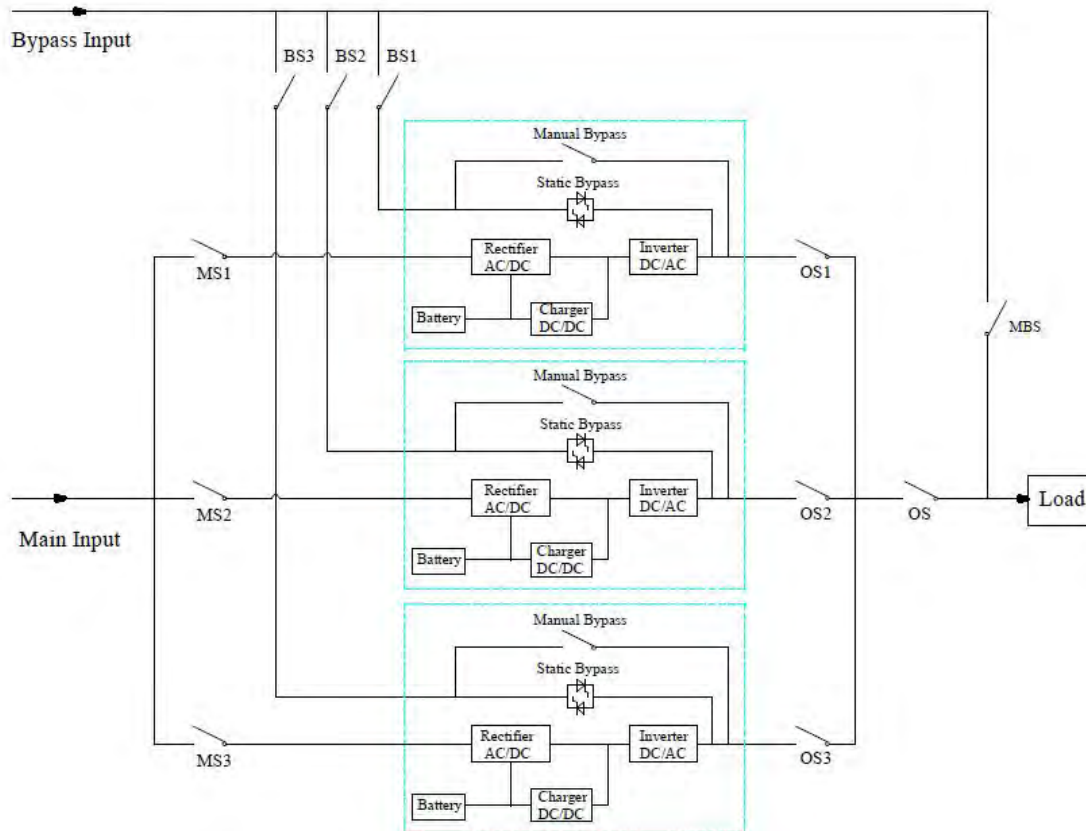 Bypass Input
BS3
BS2
BS1
Manual Bypass
Static Bypass
Rectifier
AC/DC
Inverter
DC/AC
MS1
OS1
Battery
Charger
DC/DC
MBS
Manual Bypass
Static Bypass
Rectifier
AC/DC
Inverter
DC/AC
MS2
OS2
OS
Load
Main Input
Battery
Charger
DC/DC
Manual Bypass
Static Bypass
Rectifier
AC/DC
Inverter
DC/AC
MS3
OS3
Battery
Charger
DC/DC